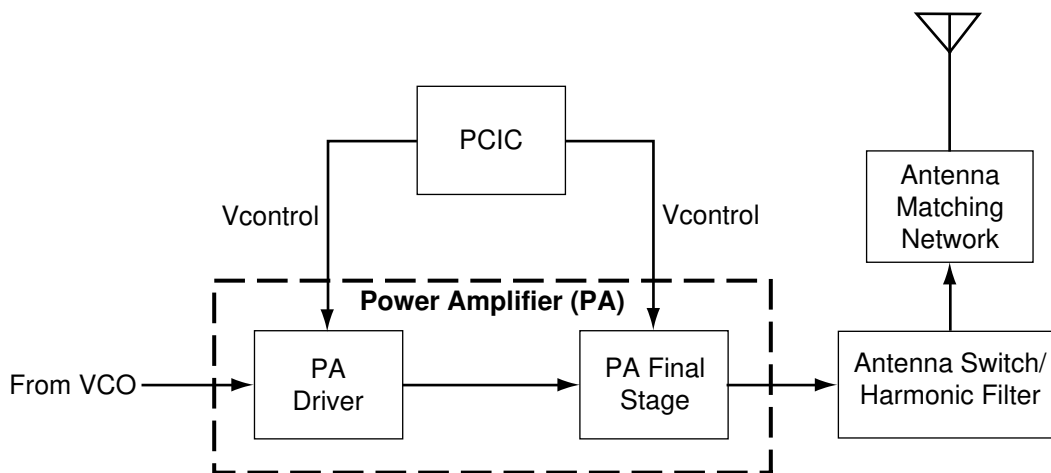 PCIC
Antenna
Matching
Network
Vcontrol
Vcontrol
Power Amplifier (PA)
From VCO
PA
Driver
PA Final
Stage
Antenna Switch/
Harmonic Filter